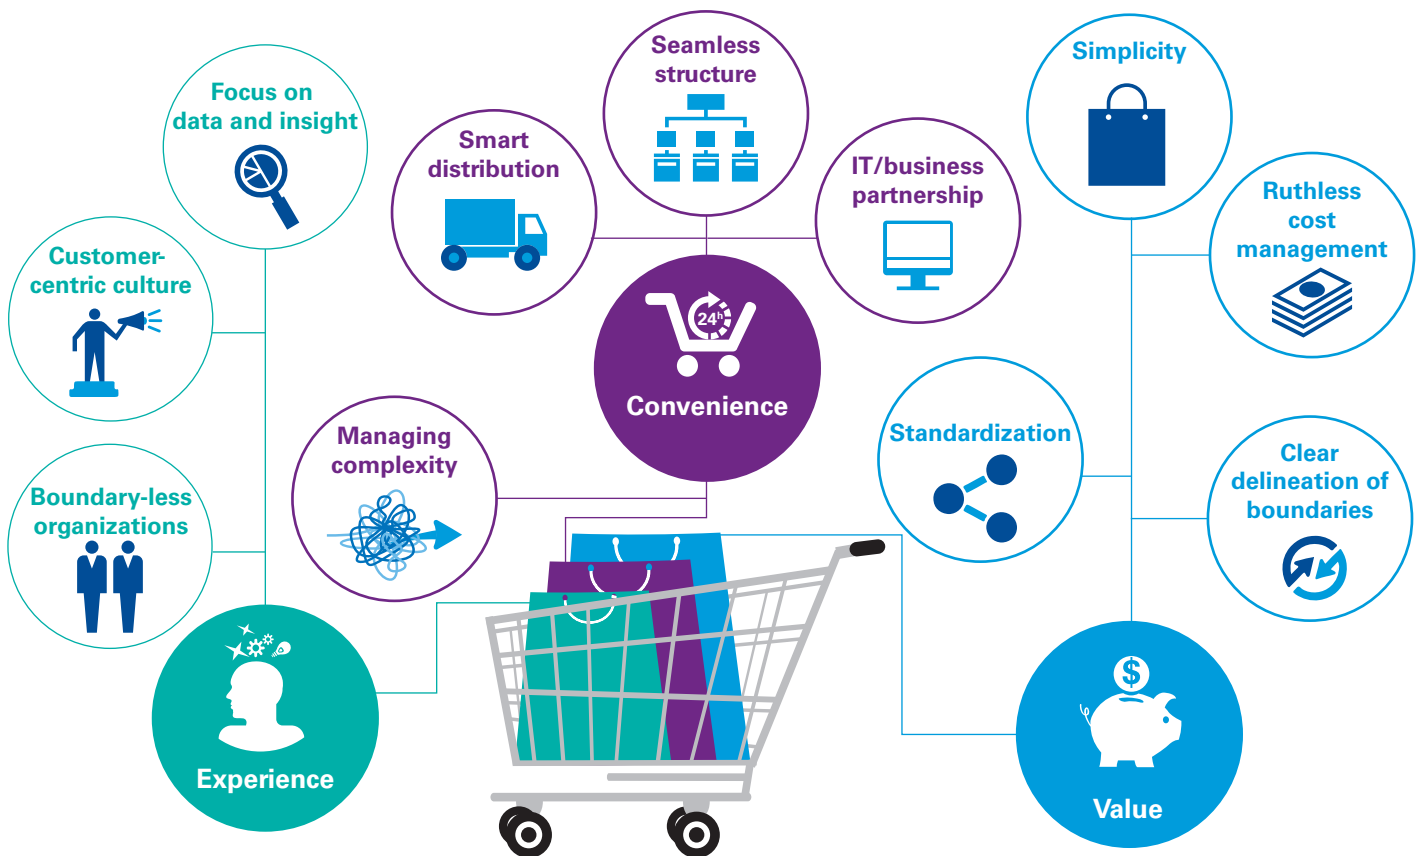 Focus on
data and insight
Customer-
centric culture
Boundary-less
organizations
Experience
Seamless
structure
Smart
distribution
IT/business
partnership
24h
Convenience
Managing
complexity
Simplicity
Ruthless
cost
management
Standardization
Clear
delineation of
boundaries
$
Value